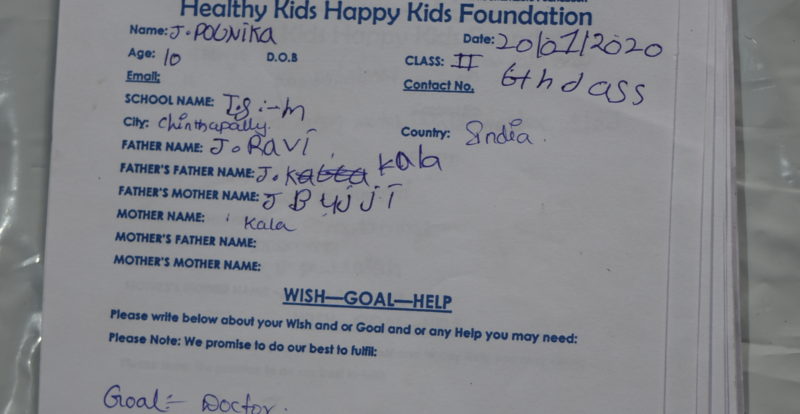 Healthy Kids Happy Kids Foundation
Name: J. POUNIKA Date: 20/01/2020
Age: 10 D.O.B CLASS: II
Email: Contact No. 6th class
SCHOOL NAME:
City: Chinthapally. Country: India.
FATHER NAME: J. RAVI
FATHER'S FATHER NAME: J. Kala
FATHER'S MOTHER NAME: J BUJJI
MOTHER NAME: Kala
MOTHER'S FATHER NAME:
MOTHER'S MOTHER NAME:
WISH—GOAL—HELP
Please write below about your Wish and or Goal and or any Help you may need:
Please Note: We promise to do our best to fulfil:
Goal:- Doctor.